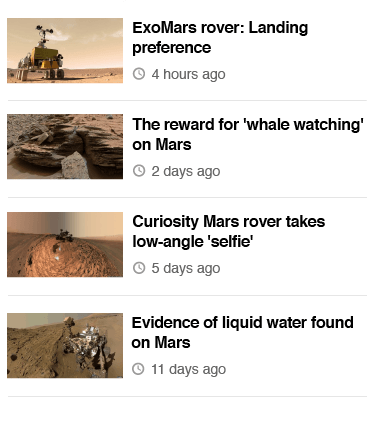 ExoMars rover: Landing
preference
4 hours ago
The reward for 'whale watching'
on Mars
2 days ago
Curiosity Mars rover takes
low-angle 'selfie'
5 days ago
Evidence of liquid water found
on Mars
11 days ago